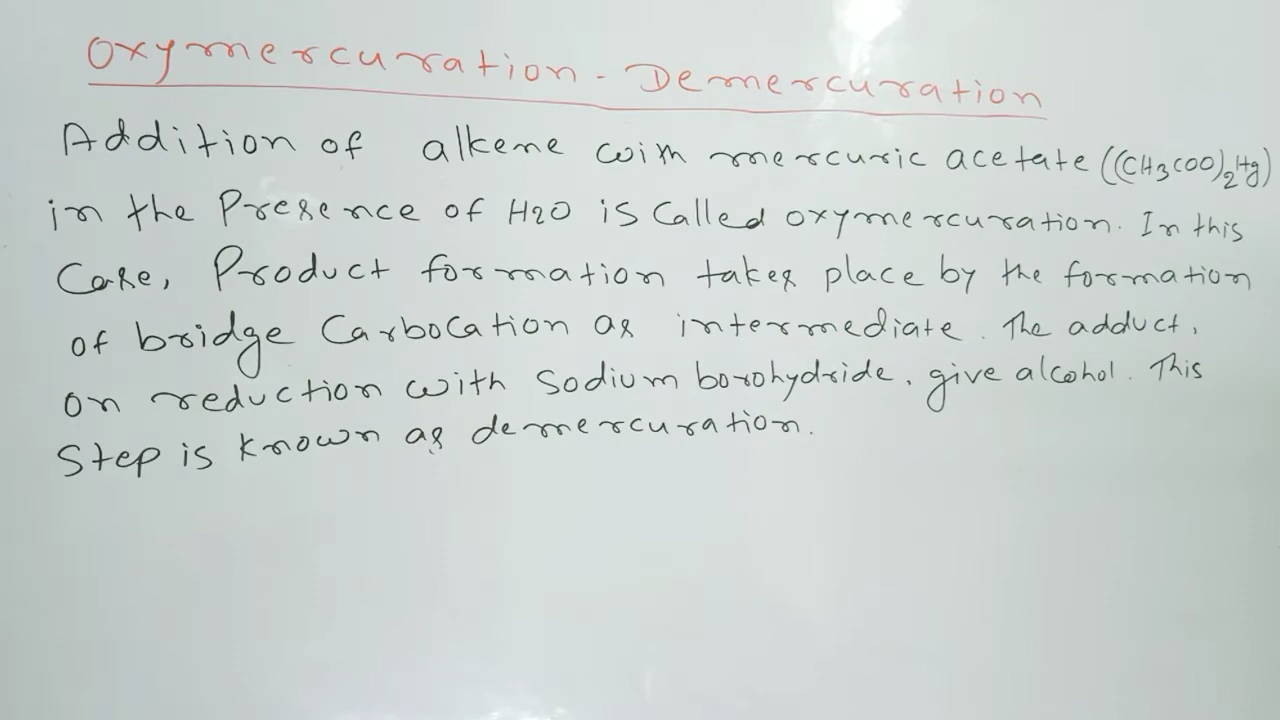 Oxymercuration - Demercuration
Addition of alkene with mercuric acetate ((CH3COO)2Hg)
in the Presence of H2O is Called oxymercuration. In this
Case, Product formation takes place by the formation
of bridge Carbocation as intermediate. The adduct,
on reduction with Sodium borohydride, give alcohol. This
Step is known as demercuration.